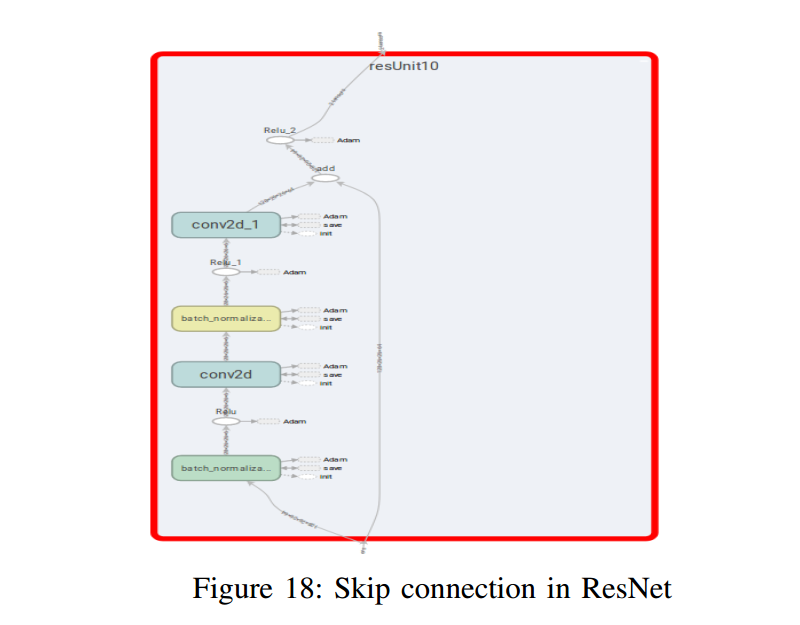 resUnit10
Relu_2
Adam
add
conv2d_1
Adam
save
init
Relu_1
Adam
batch_normaliza...
Adam
save
init
conv2d
Adam
save
init
Relu
Adam
batch_normaliza...
Adam
save
init
Figure 18: Skip connection in ResNet